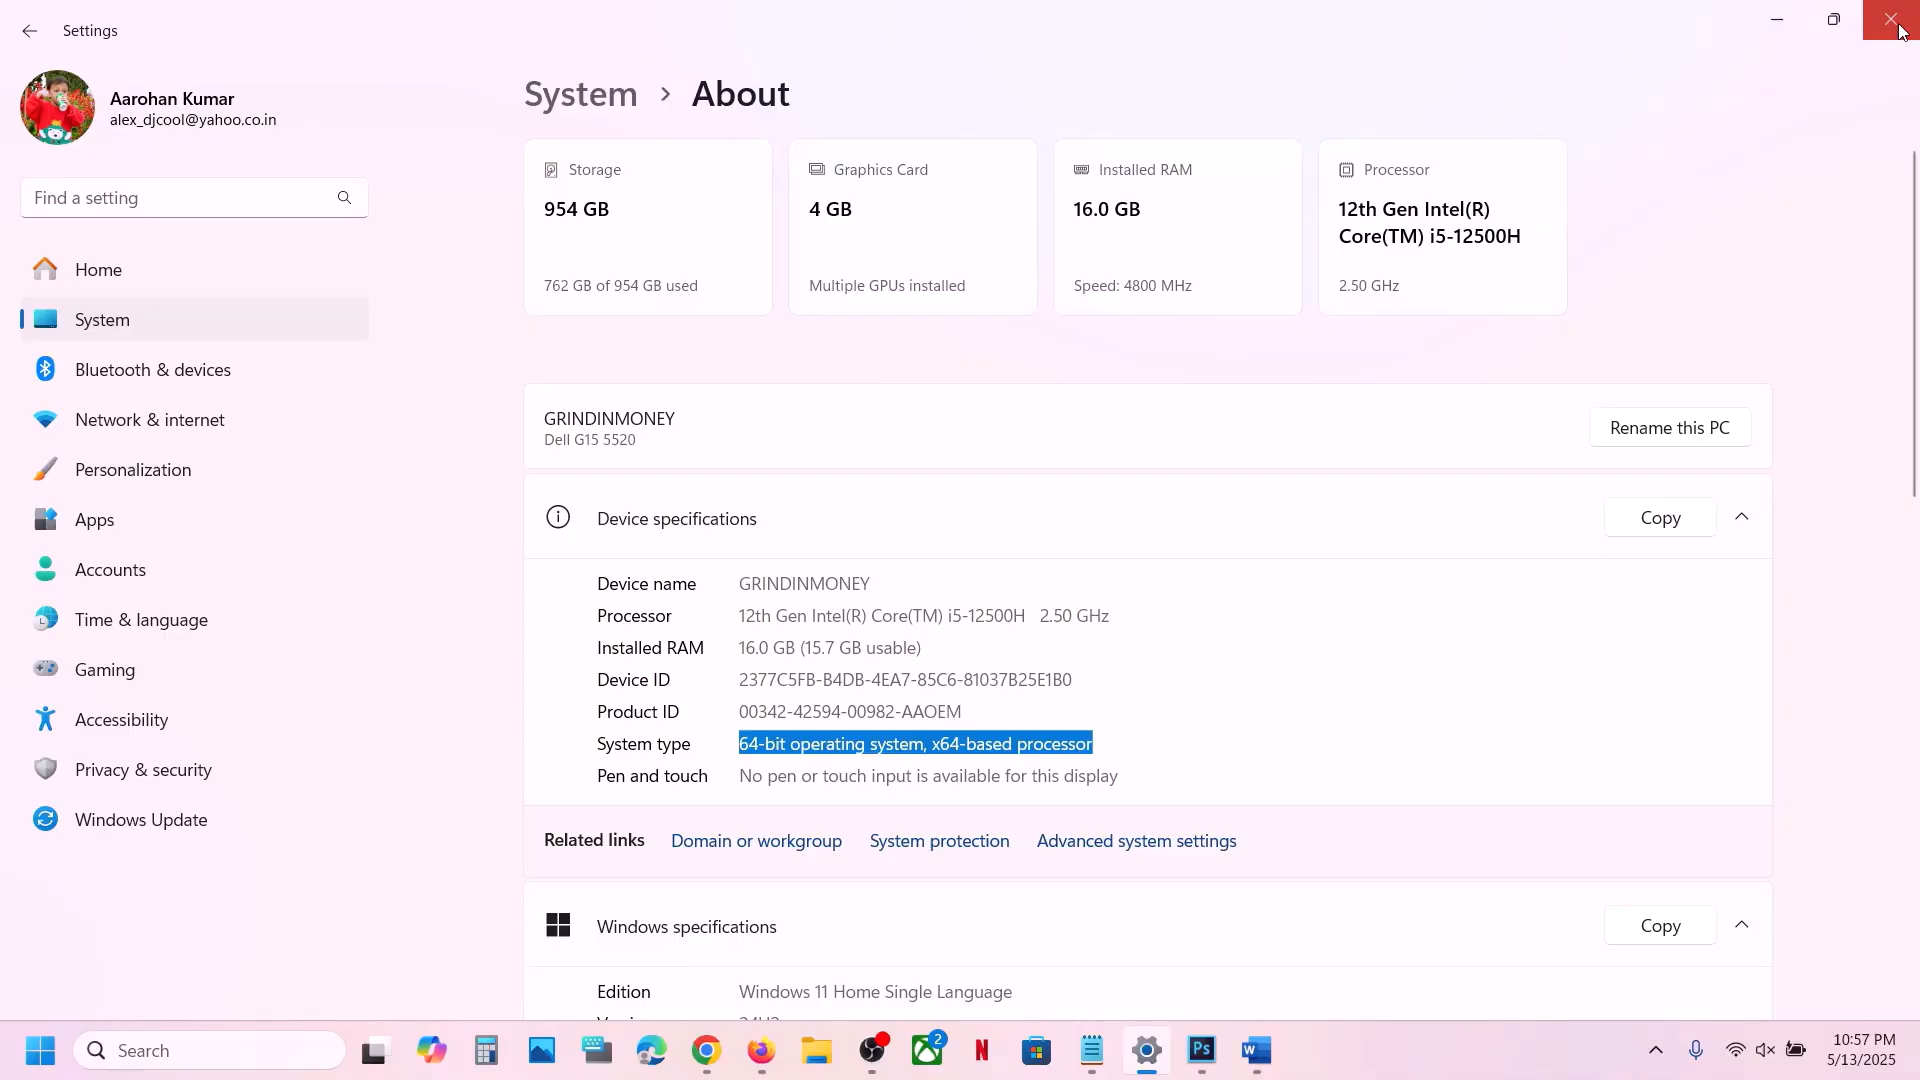 Settings
Aarohan Kumar
alex_djcool@yahoo.co.in
Find a setting
Home
System
Bluetooth & devices
Network & internet
Personalization
Apps
Accounts
Time & language
Gaming
Accessibility
Privacy & security
Windows Update
System > About
Storage
954 GB
762 GB of 954 GB used
Graphics Card
4 GB
Multiple GPUs installed
Installed RAM
16.0 GB
Speed: 4800 MHz
Processor
12th Gen Intel(R)
Core(TM) i5-12500H
2.50 GHz
GRINDINMONEY
Dell G15 5520
Rename this PC
Device specifications
Copy
Device name GRINDINMONEY
Processor 12th Gen Intel(R) Core(TM) i5-12500H 2.50 GHz
Installed RAM 16.0 GB (15.7 GB usable)
Device ID 2377C5FB-B4DB-4EA7-85C6-81037B25E1B0
Product ID 00342-42594-00982-AAOEM
System type 64-bit operating system, x64-based processor
Pen and touch No pen or touch input is available for this display
Related links Domain or workgroup System protection Advanced system settings
Windows specifications
Copy
Edition Windows 11 Home Single Language
Search
2
N
Ps
W
10:57 PM
5/13/2025